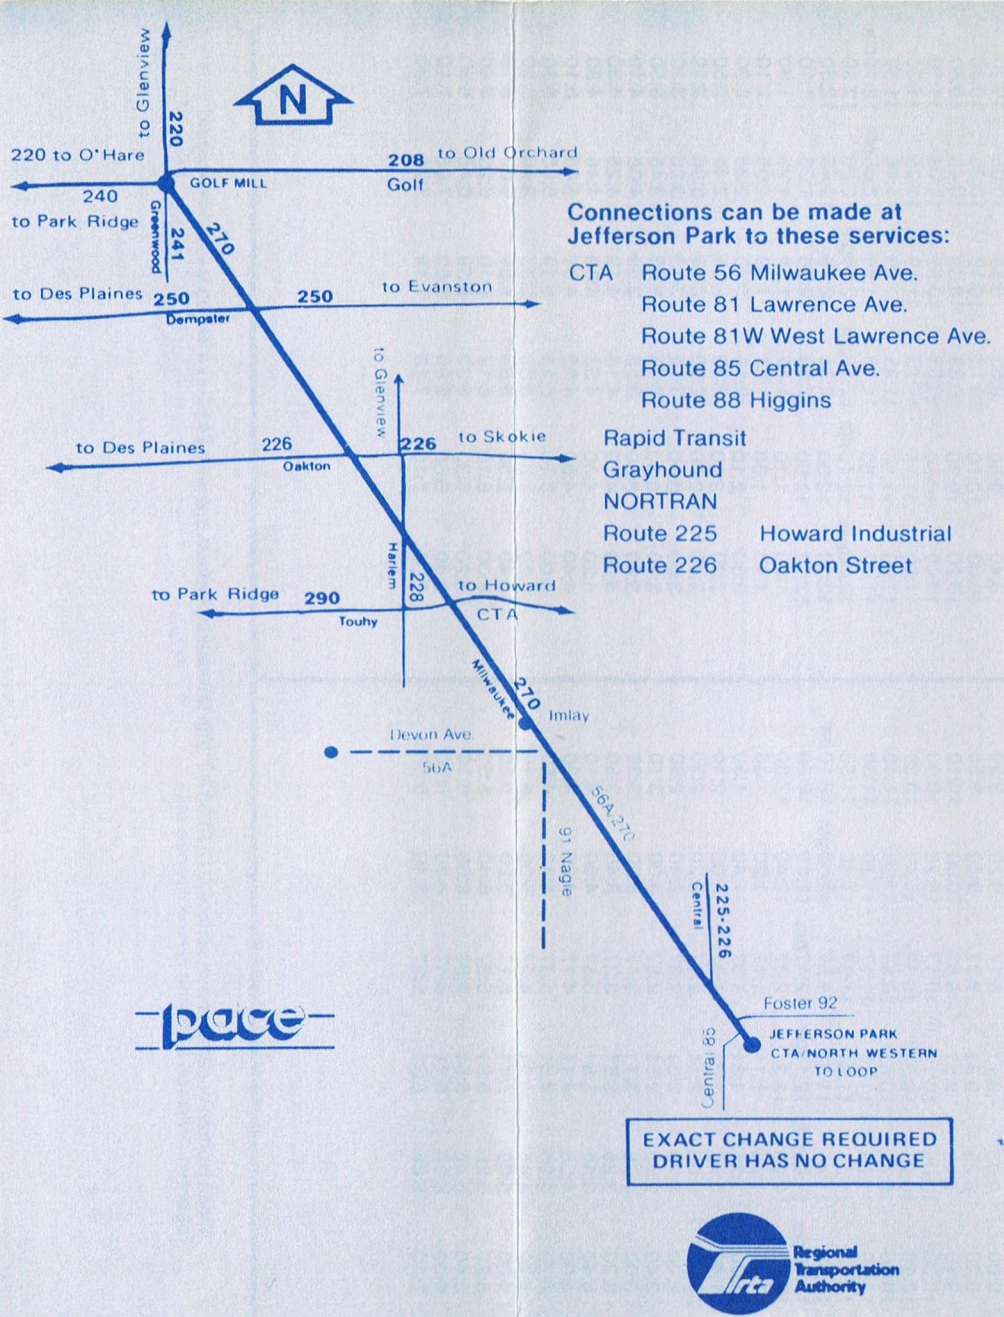 to Glenview
220
N
220 to O'Hare
208 to Old Orchard
GOLF MILL
Golf
240
to Park Ridge
Greenwood
241
270
Connections can be made at
Jefferson Park to these services:
CTA Route 56 Milwaukee Ave.
Route 81 Lawrence Ave.
Route 81W West Lawrence Ave.
Route 85 Central Ave.
Route 88 Higgins
Rapid Transit
Grayhound
NORTRAN
Route 225 Howard Industrial
Route 226 Oakton Street
to Des Plaines 250
250 to Evanston
Dempster
to Glenview
to Des Plaines 226
226 to Skokie
Oakton
Harlem
228
to Park Ridge 290
to Howard
CTA
Touhy
Milwaukee
270
Imlay
Devon Ave.
56A
56A/270
91 Nagle
225-226
Central
Foster 92
Central 85
JEFFERSON PARK
CTA/NORTH WESTERN
TO LOOP
pace
EXACT CHANGE REQUIRED
DRIVER HAS NO CHANGE
rta
Regional
Transportation
Authority